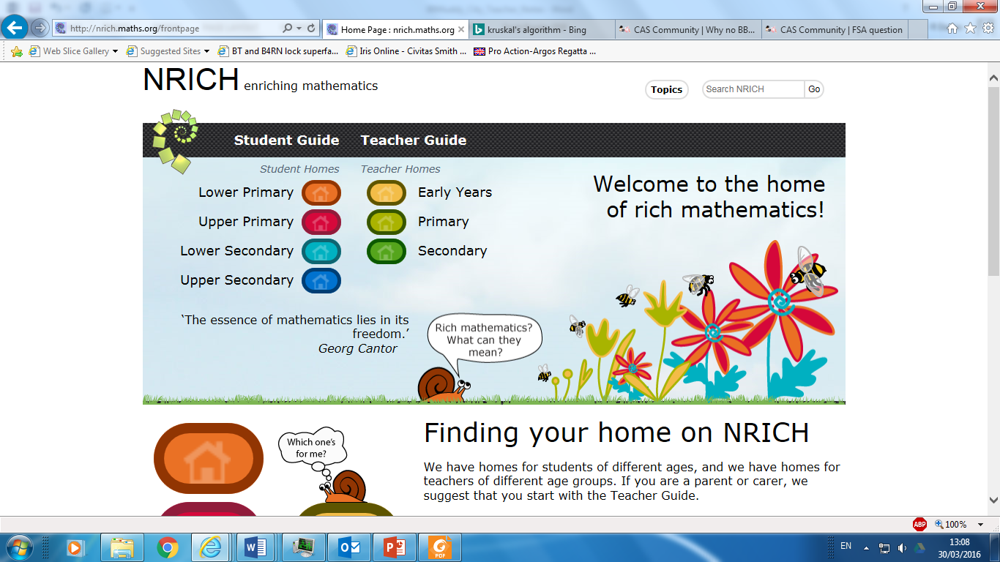 http://nrich.maths.org/frontpage
Home Page : nrich.maths.org
kruskal's algorithm - Bing
CAS Community | Why no BB...
CAS Community | FSA question
Web Slice Gallery
Suggested Sites
BT and B4RN lock superfa...
Iris Online - Civitas Smith ...
Pro Action-Argos Regatta ...
NRICH enriching mathematics
Topics
Search NRICH
Go
Student Guide
Teacher Guide
Student Homes
Teacher Homes
Lower Primary
Early Years
Upper Primary
Primary
Lower Secondary
Secondary
Upper Secondary
Welcome to the home
of rich mathematics!
‘The essence of mathematics lies in its
freedom.’
Georg Cantor
Rich mathematics?
What can they
mean?
Which one's
for me?
Finding your home on NRICH
We have homes for students of different ages, and we have homes for
teachers of different age groups. If you are a parent or carer, we
suggest that you start with the Teacher Guide.
ABP
100%
PDF
EN
13:08
30/03/2016